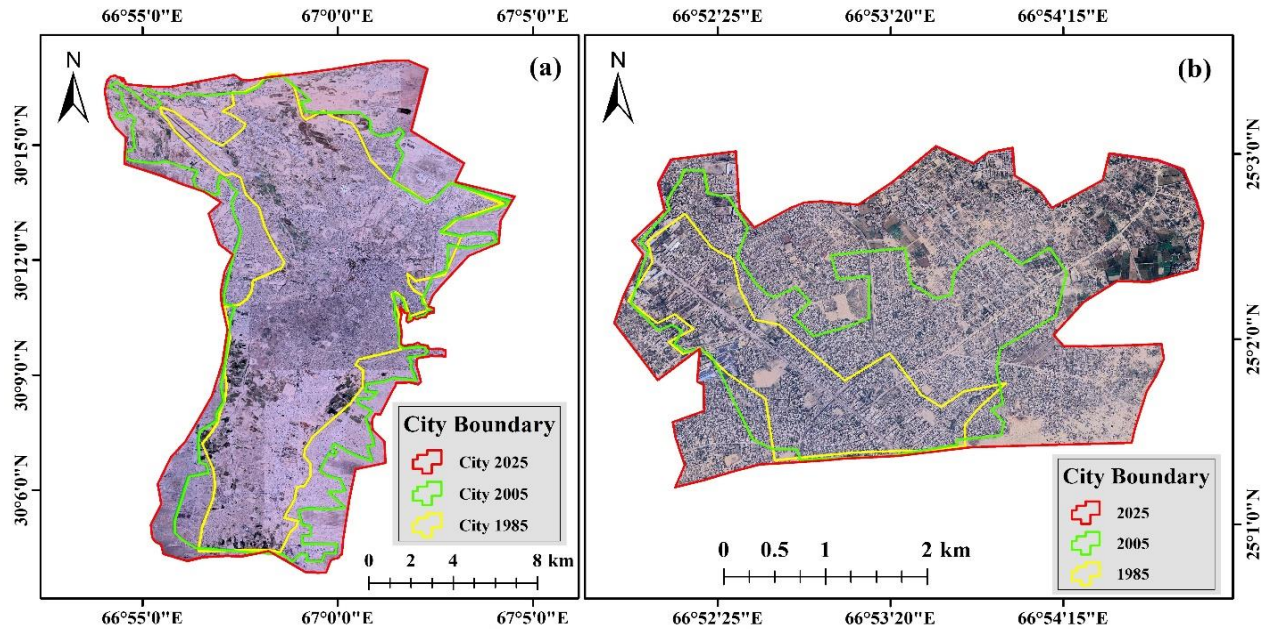 66°55'0"E 67°0'0"E 67°5'0"E 66°52'25"E 66°53'20"E 66°54'15"E
N
(a)
30°15'0"N
30°12'0"N
30°9'0"N
30°6'0"N
City Boundary
City 2025
City 2005
City 1985
0 2 4 8 km
N
(b)
25°3'0"N
25°2'0"N
25°1'0"N
City Boundary
2025
2005
1985
0 0.5 1 2 km
66°55'0"E 67°0'0"E 67°5'0"E 66°52'25"E 66°53'20"E 66°54'15"E